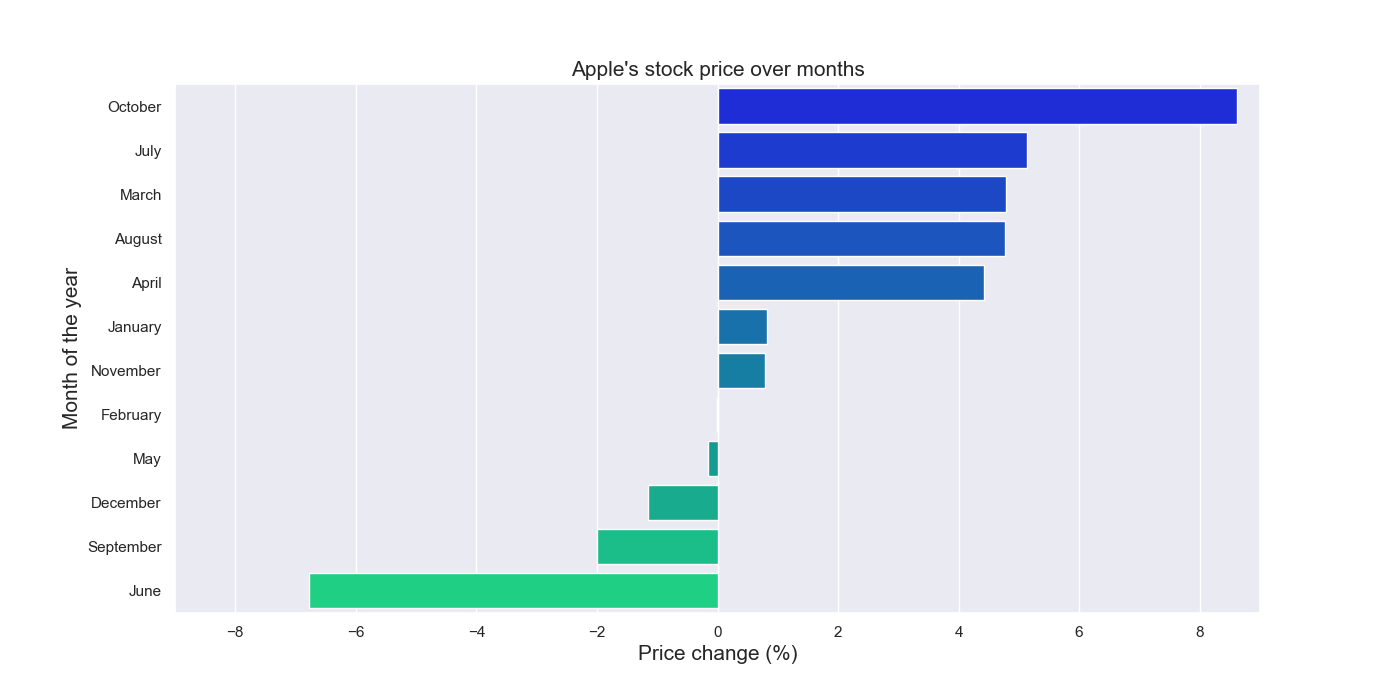 Apple's stock price over months
October
July
March
August
April
January
November
February
May
December
September
June
Month of the year
−8 −6 −4 −2 0 2 4 6 8
Price change (%)